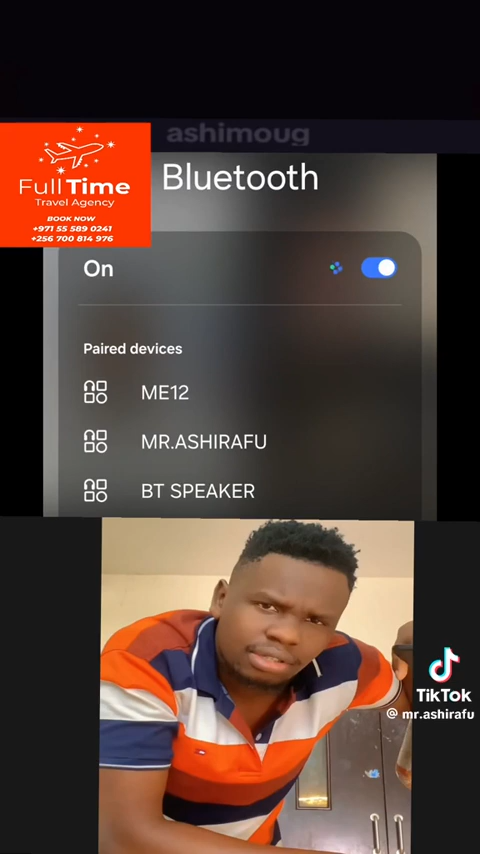 ashimoug
Full Time
Travel Agency
BOOK NOW
+971 55 589 0241
+256 700 814 976
Bluetooth
On
Paired devices
ME12
MR.ASHIRAFU
BT SPEAKER
TikTok
@ mr.ashirafu